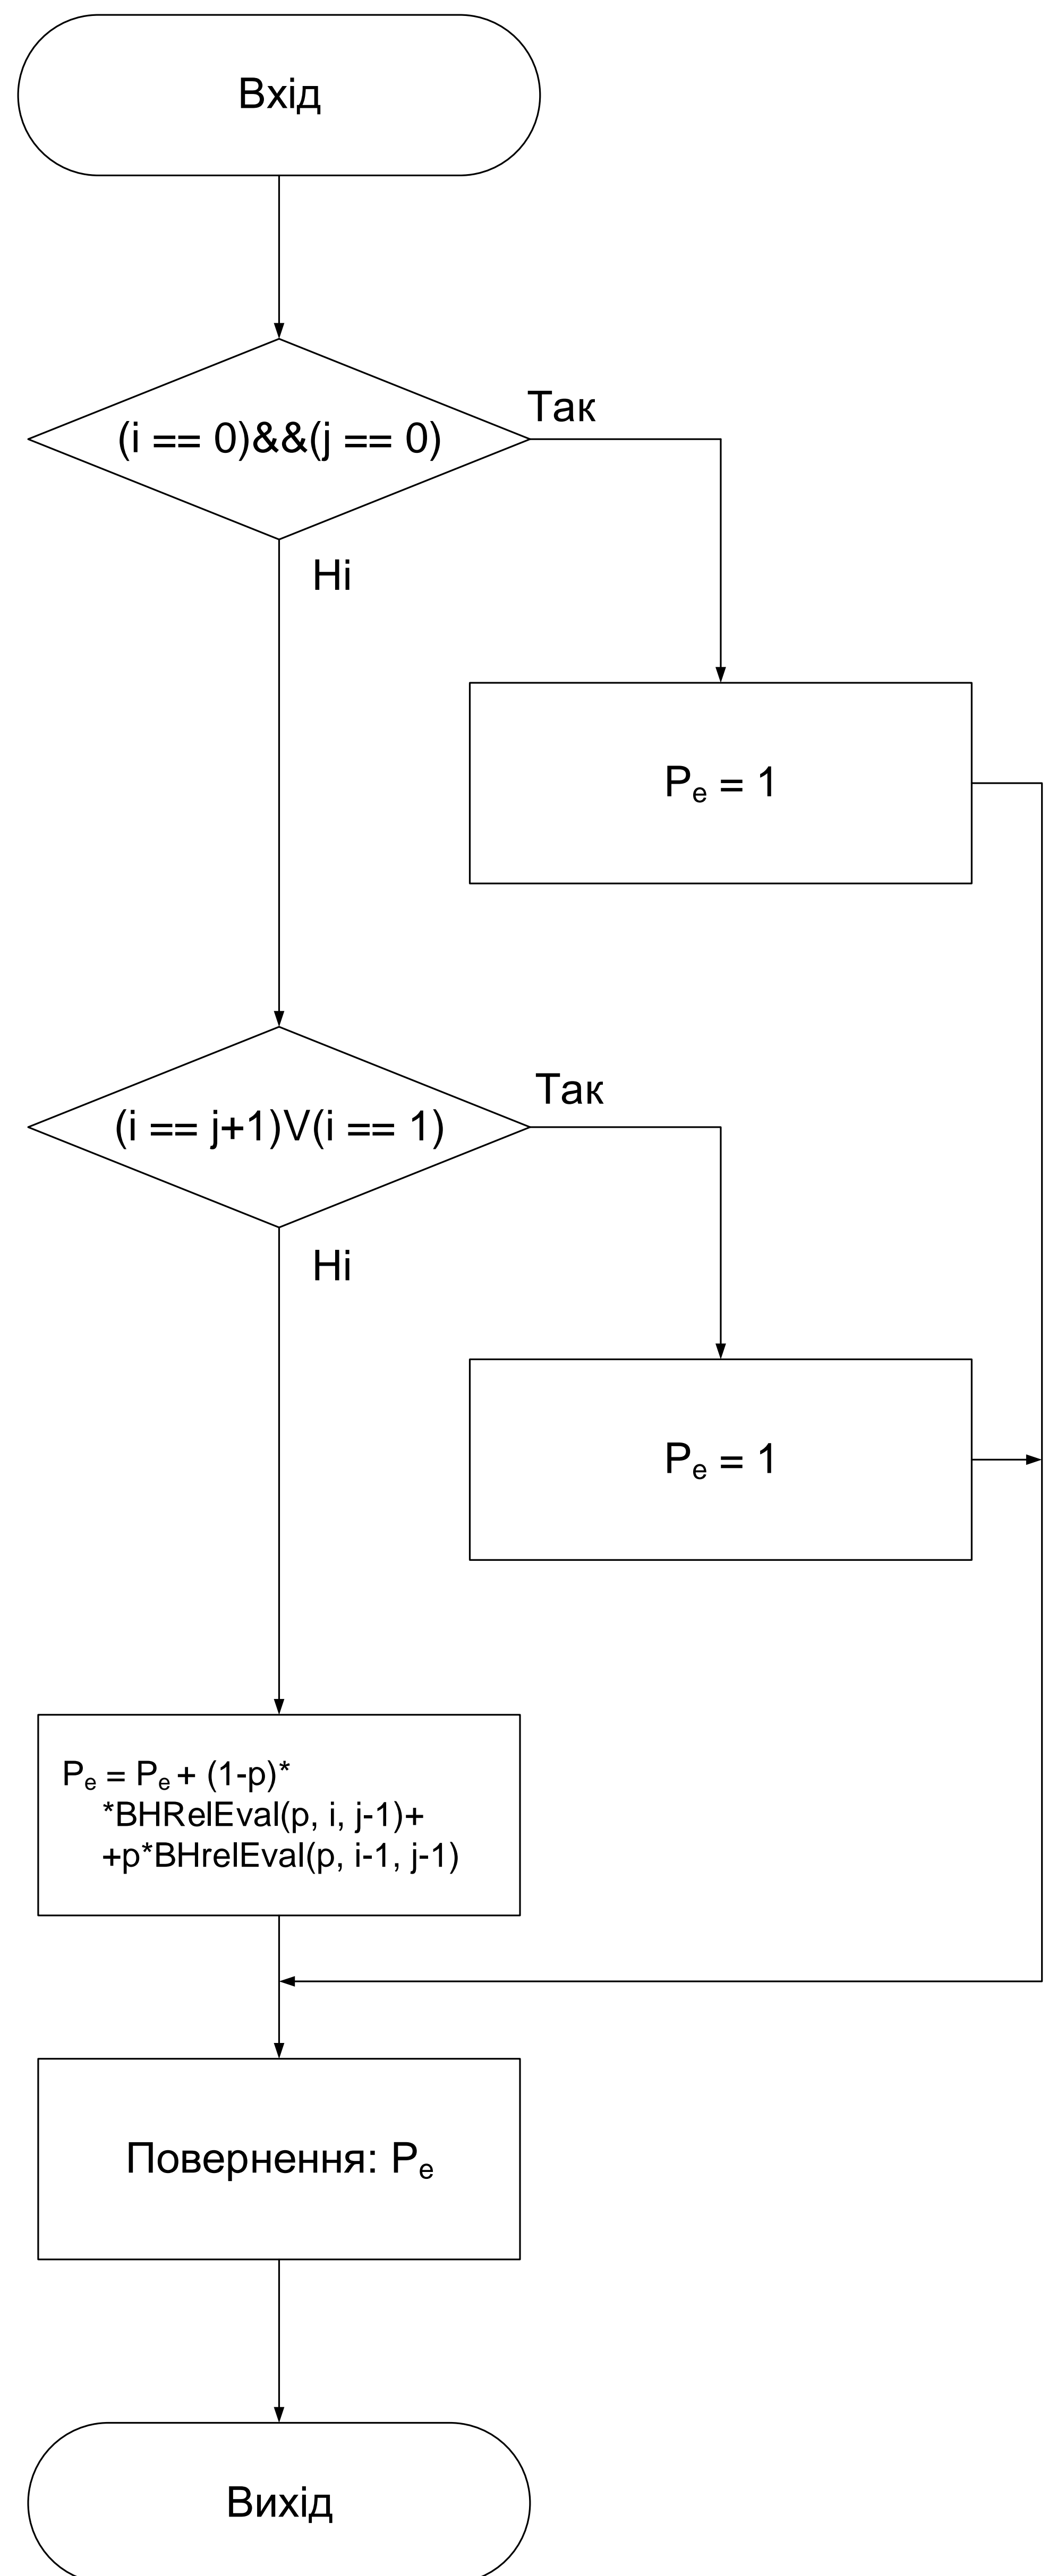 Вхід
(i == 0)&&(j == 0)
Так
Ні
Pe = 1
(i == j+1)V(i == 1)
Так
Ні
Pe = 1
Pe = Pe + (1-p)*
*BHRelEval(p, i, j-1)+
+p*BHrelEval(p, i-1, j-1)
Повернення: Pe
Вихід